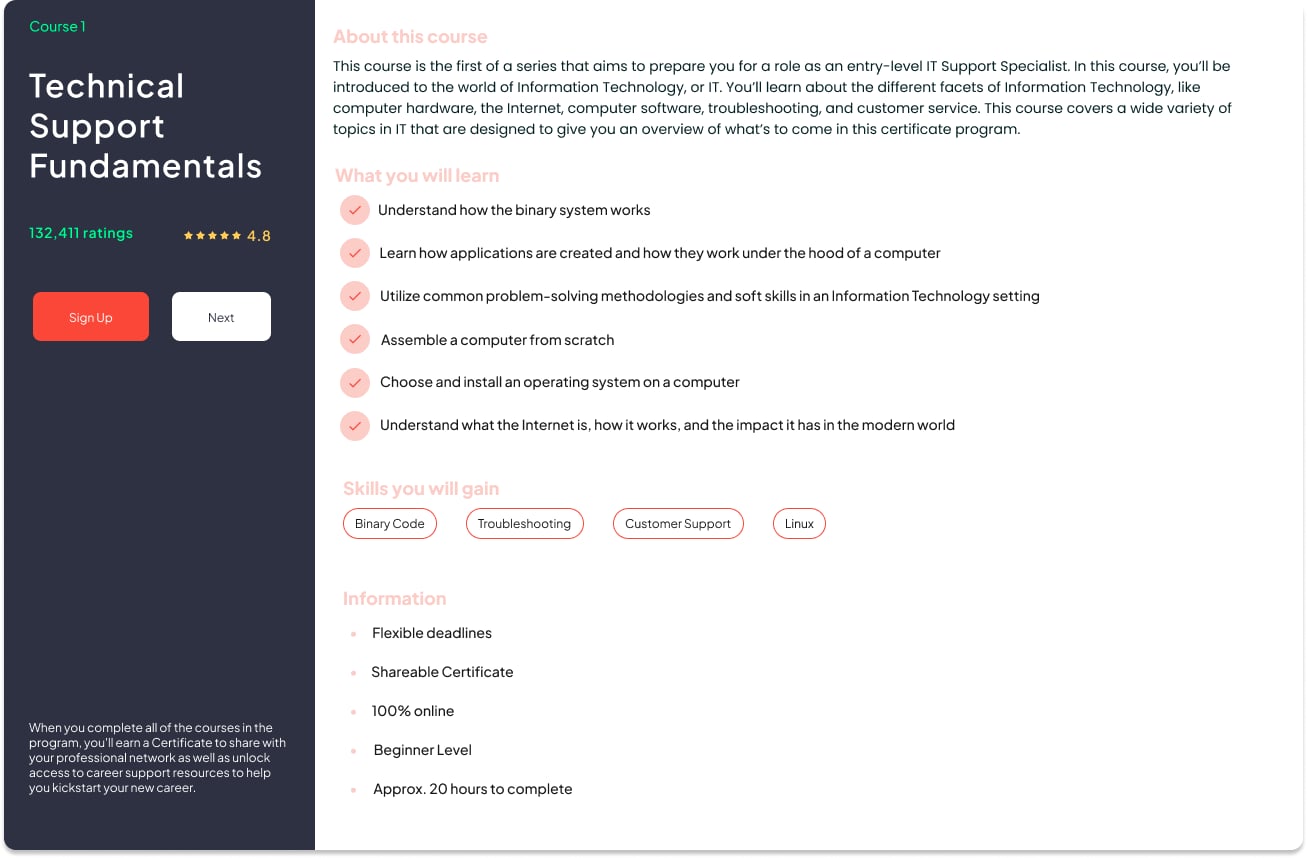 Course 1
Technical
Support
Fundamentals
132,411 ratings
4.8
Sign Up
Next
When you complete all of the courses in the
program, you'll earn a Certificate to share with
your professional network as well as unlock
access to career support resources to help
you kickstart your new career.
About this course
This course is the first of a series that aims to prepare you for a role as an entry-level IT Support Specialist. In this course, you’ll be
introduced to the world of Information Technology, or IT. You’ll learn about the different facets of Information Technology, like
computer hardware, the Internet, computer software, troubleshooting, and customer service. This course covers a wide variety of
topics in IT that are designed to give you an overview of what’s to come in this certificate program.
What you will learn
Understand how the binary system works
Learn how applications are created and how they work under the hood of a computer
Utilize common problem-solving methodologies and soft skills in an Information Technology setting
Assemble a computer from scratch
Choose and install an operating system on a computer
Understand what the Internet is, how it works, and the impact it has in the modern world
Skills you will gain
Binary Code
Troubleshooting
Customer Support
Linux
Information
Flexible deadlines
Shareable Certificate
100% online
Beginner Level
Approx. 20 hours to complete